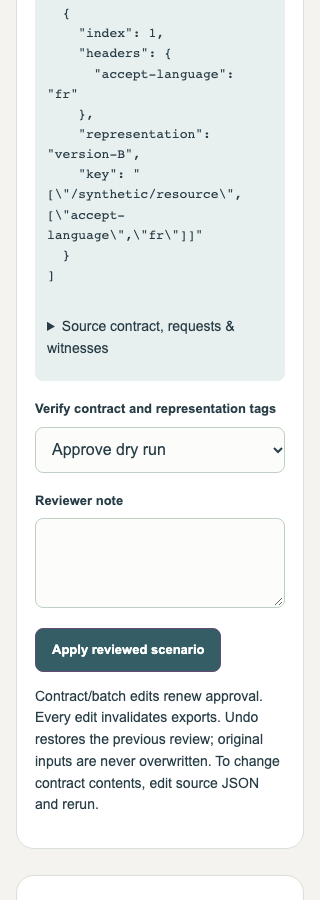 {
"index": 1,
"headers": {
"accept-language":
"fr"
},
"representation":
"version-B",
"key": "
[\"/synthetic/resource\",
[\"accept-
language\",\"fr\"]]"
}
]
▶ Source contract, requests &
witnesses
Verify contract and representation tags
Approve dry run
Reviewer note
Apply reviewed scenario
Contract/batch edits renew approval.
Every edit invalidates exports. Undo
restores the previous review; original
inputs are never overwritten. To change
contract contents, edit source JSON
and rerun.